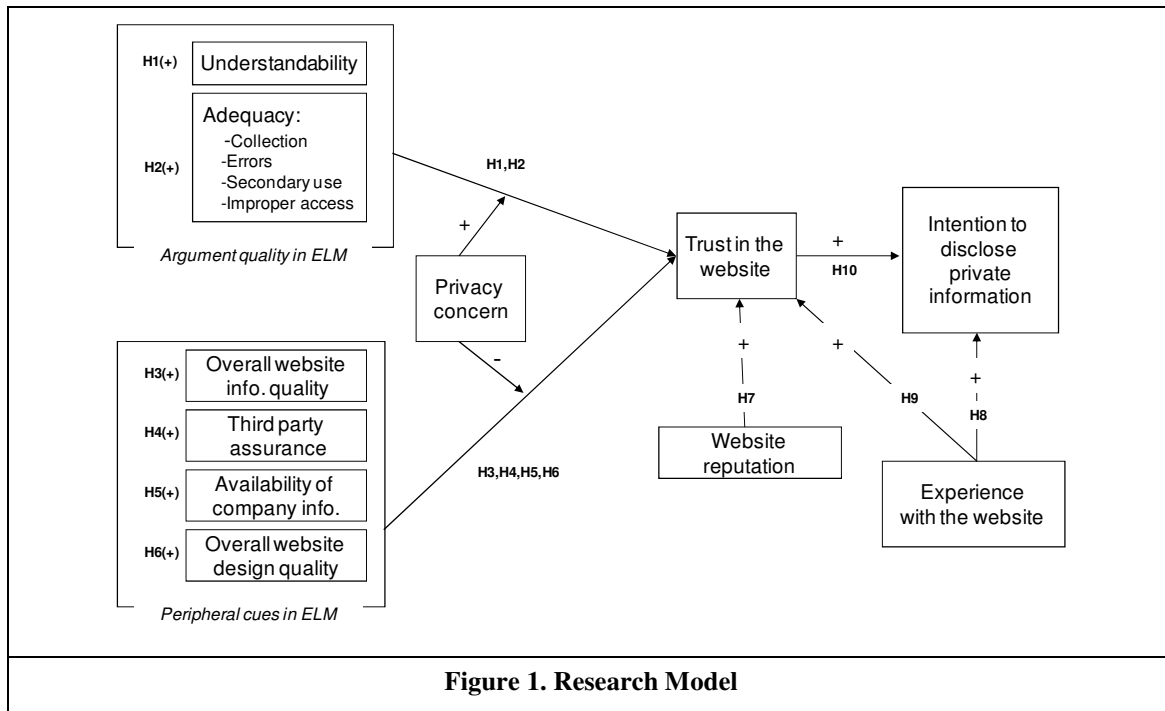 H1(+)
Understandability
H2(+)
Adequacy:
-Collection
-Errors
-Secondary use
-Improper access
Argument quality in ELM
H1,H2
+
Privacy
concern
-
H3(+)
Overall website
info. quality
H4(+)
Third party
assurance
H5(+)
Availability of
company info.
H6(+)
Overall website
design quality
Peripheral cues in ELM
H3,H4,H5,H6
Trust in the
website
+
H10
Intention to
disclose
private
information
+
H7
Website
reputation
+
H9
+
H8
Experience
with the website
Figure 1. Research Model